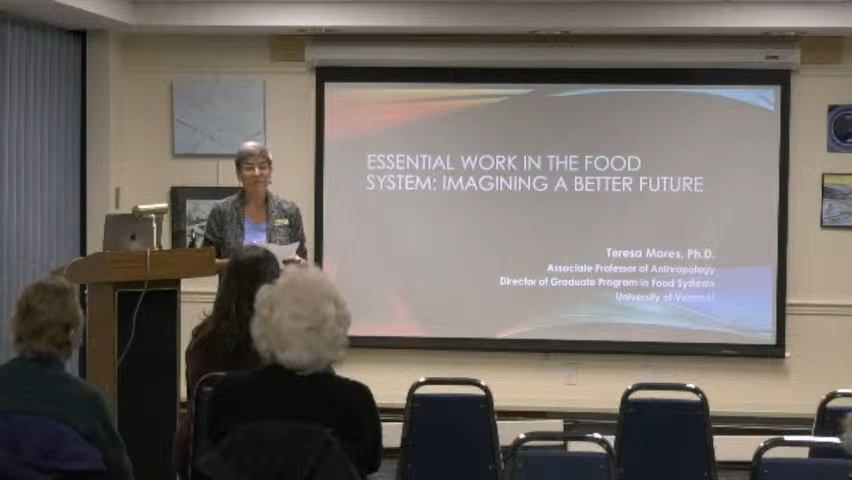 ESSENTIAL WORK IN THE FOOD
SYSTEM: IMAGINING A BETTER FUTURE
Teresa Mares, Ph.D.
Associate Professor of Anthropology
Director of Graduate Program in Food Systems
University of Vermont